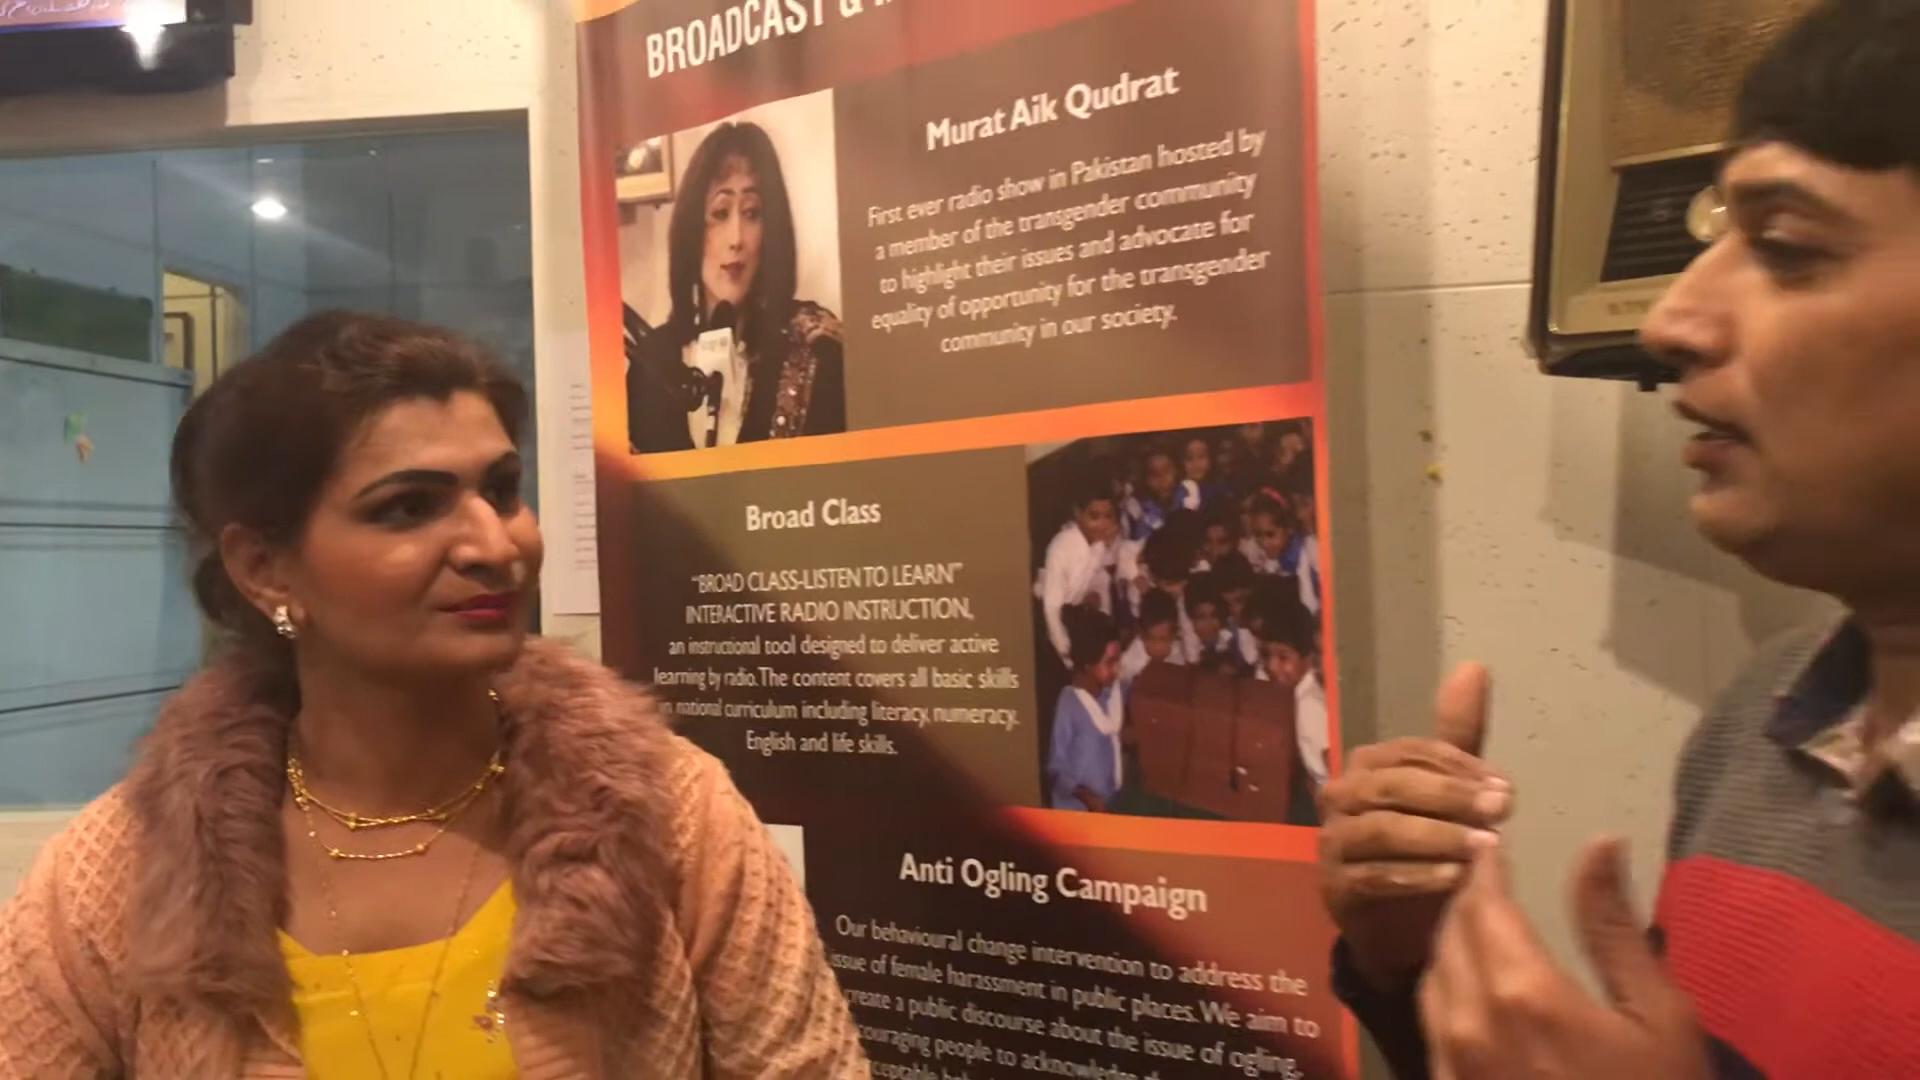 BROADCAST &
Murat Aik Qudrat
First ever radio show in Pakistan hosted by
a member of the transgender community
to highlight their issues and advocate for
equality of opportunity for the transgender
community in our society.
Broad Class
"BROAD CLASS-LISTEN TO LEARN"
INTERACTIVE RADIO INSTRUCTION,
an instructional tool designed to deliver active
learning by radio. The content covers all basic skills
national curriculum including literacy, numeracy,
English and life skills.
Anti Ogling Campaign
Our behavioural change intervention to address the
issue of female harassment in public places. We aim to
create a public discourse about the issue of ogling,
couraging people to acknowledge